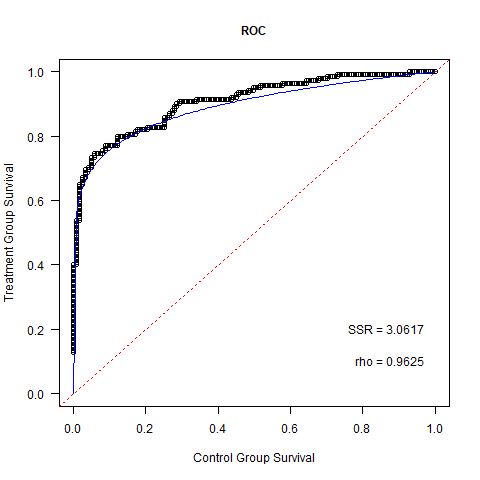 ROC
Treatment Group Survival
1.0
0.8
0.6
0.4
0.2
0.0
SSR = 3.0617
rho = 0.9625
0.0 0.2 0.4 0.6 0.8 1.0
Control Group Survival